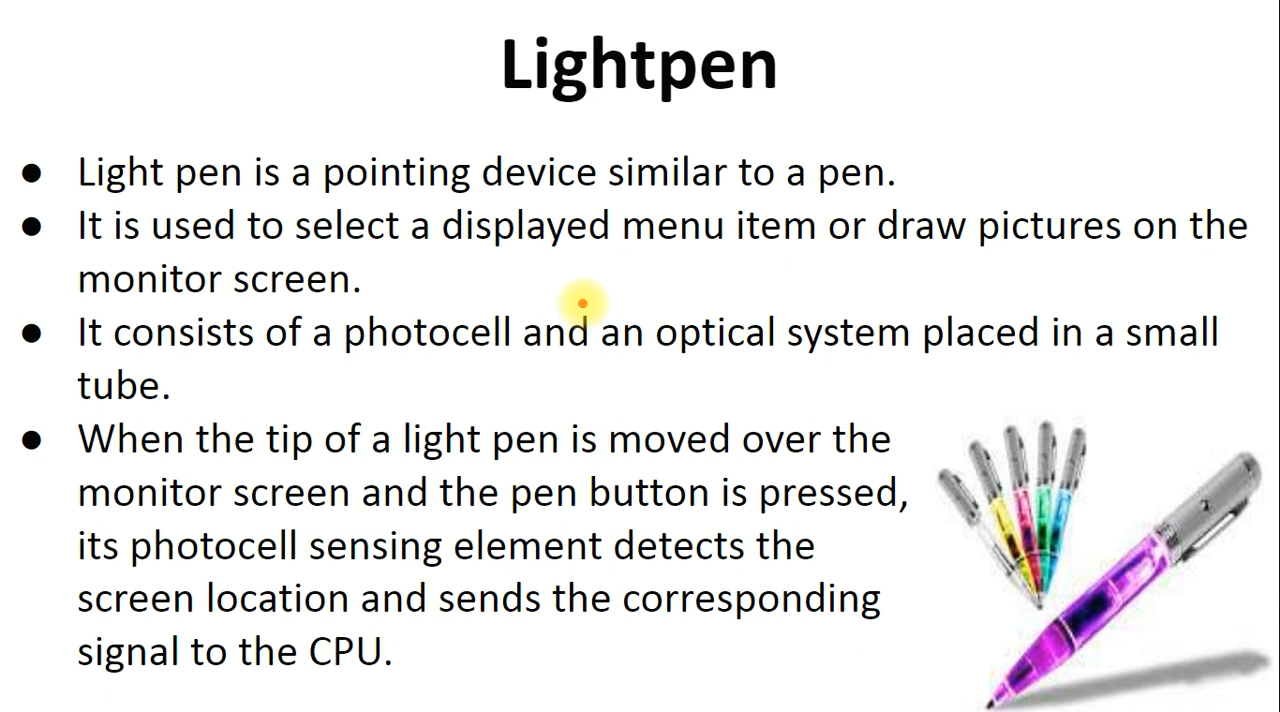 Lightpen
● Light pen is a pointing device similar to a pen.
● It is used to select a displayed menu item or draw pictures on the
monitor screen.
● It consists of a photocell and an optical system placed in a small
tube.
● When the tip of a light pen is moved over the
monitor screen and the pen button is pressed,
its photocell sensing element detects the
screen location and sends the corresponding
signal to the CPU.